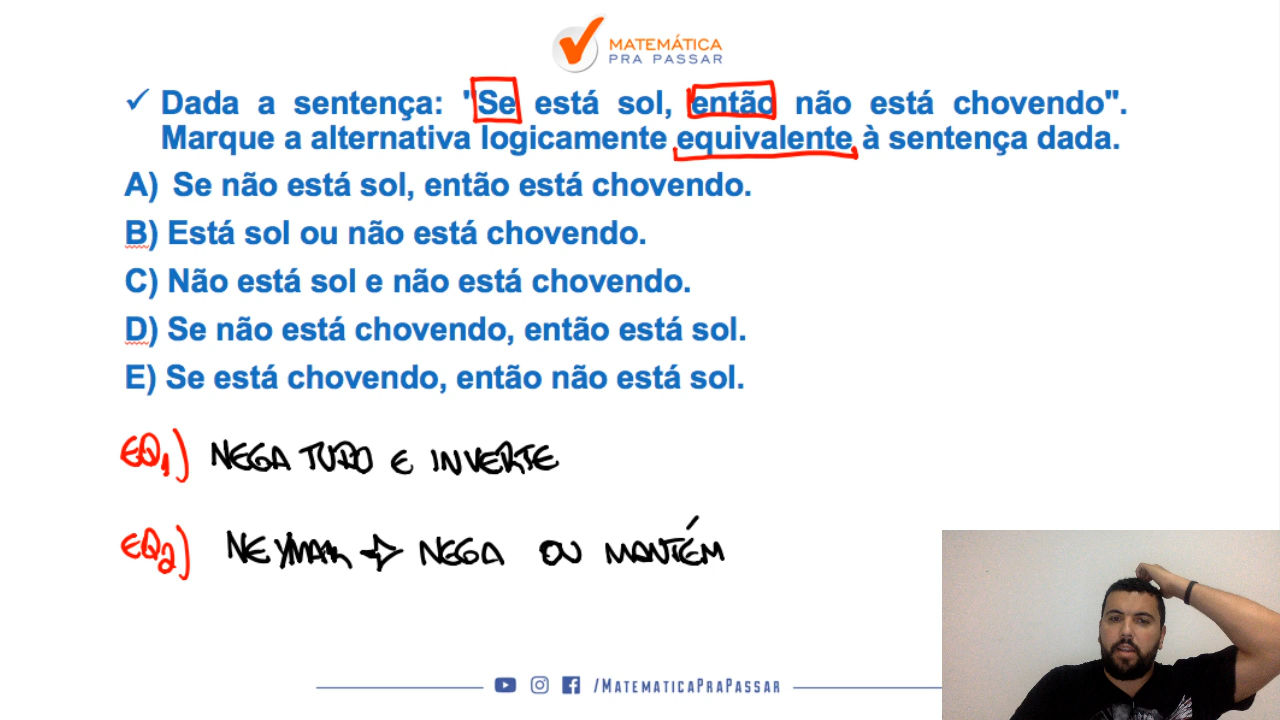 MATEMÁTICA
PRA PASSAR
✓ Dada a sentença: "Se está sol, então não está chovendo".
Marque a alternativa logicamente equivalente à sentença dada.
A) Se não está sol, então está chovendo.
B) Está sol ou não está chovendo.
C) Não está sol e não está chovendo.
D) Se não está chovendo, então está sol.
E) Se está chovendo, então não está sol.
EQ1) NEGA TUDO E INVERTE
EQ2) NEYMAR ⇒ NEGA OU MANTÉM
/MATEMATICAPRAPASSAR